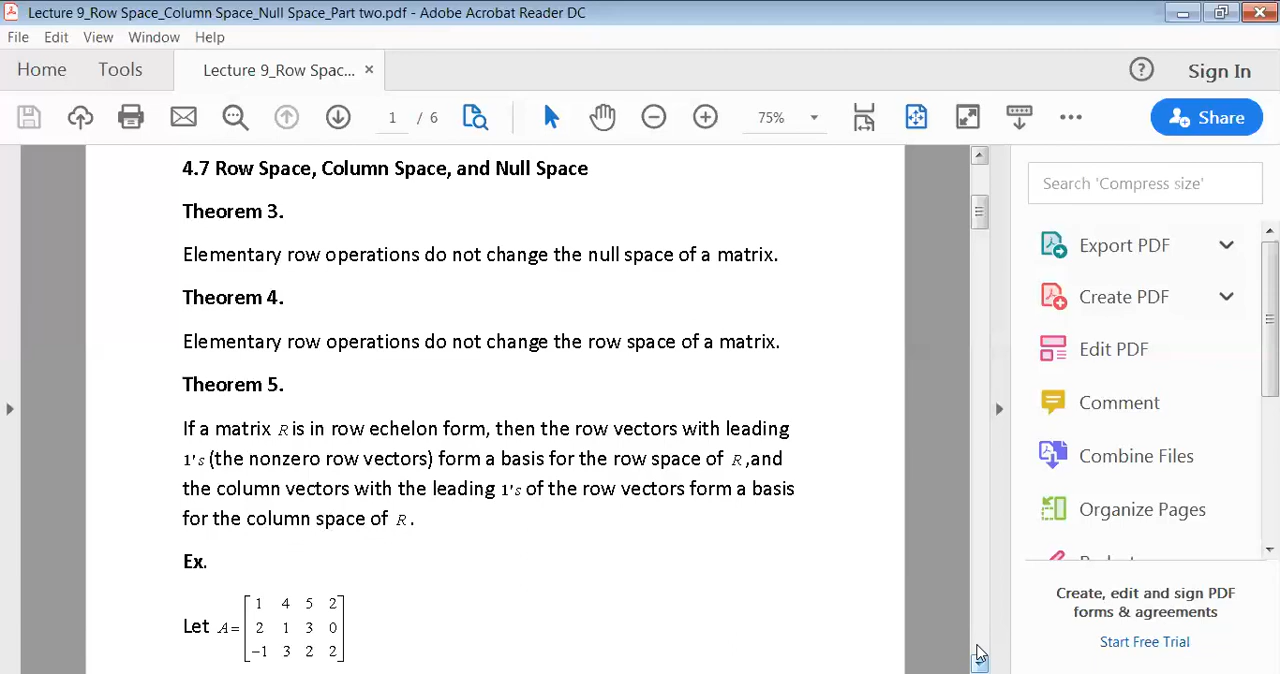 Lecture 9_Row Space_Column Space_Null Space_Part two.pdf - Adobe Acrobat Reader DC
File Edit View Window Help
Home Tools Lecture 9_Row Spac... × Sign In
1 / 6 75% Share
4.7 Row Space, Column Space, and Null Space
Theorem 3.
Elementary row operations do not change the null space of a matrix.
Theorem 4.
Elementary row operations do not change the row space of a matrix.
Theorem 5.
If a matrix R is in row echelon form, then the row vectors with leading
1's (the nonzero row vectors) form a basis for the row space of R ,and
the column vectors with the leading 1's of the row vectors form a basis
for the column space of R .
Ex.
Let A=
1 4 5 2
2 1 3 0
−1 3 2 2
Search 'Compress size'
Export PDF
Create PDF
Edit PDF
Comment
Combine Files
Organize Pages
Create, edit and sign PDF
forms & agreements
Start Free Trial